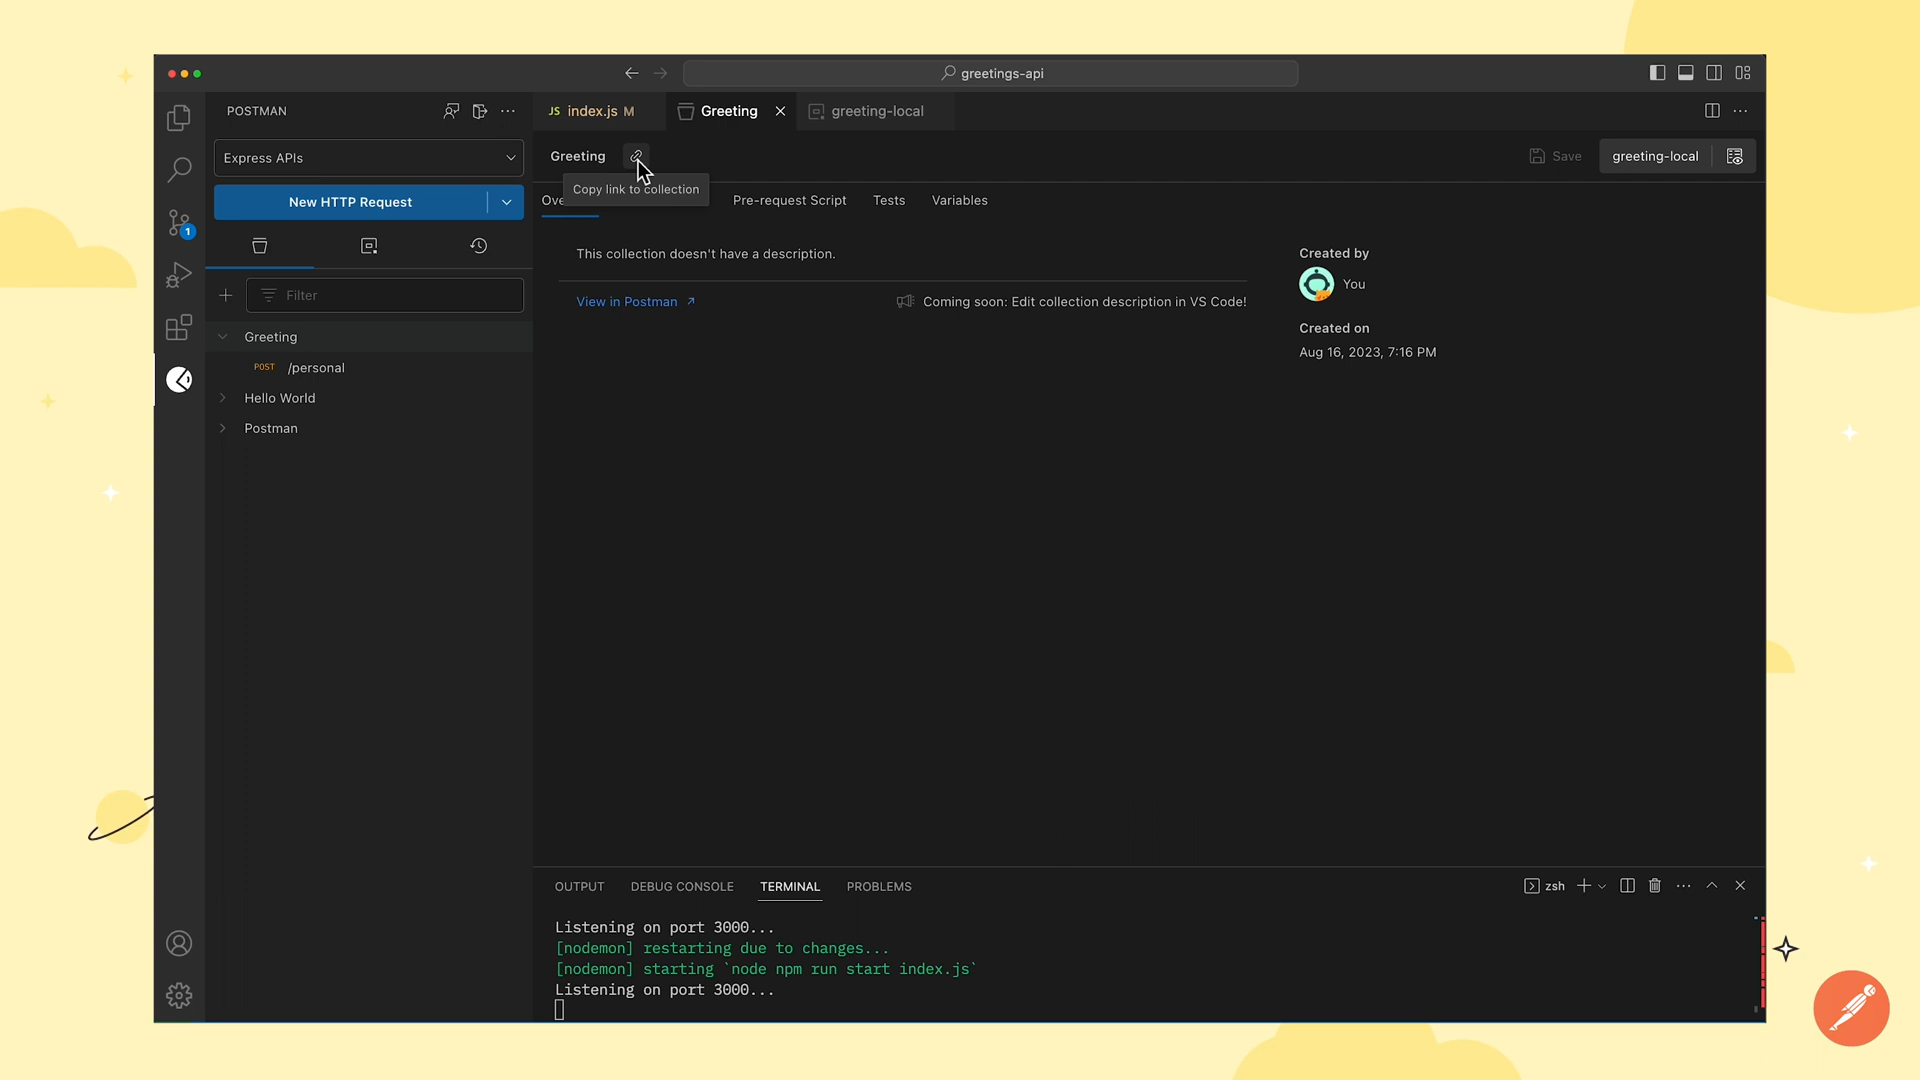 greetings-api
POSTMAN
JS index.js M
Greeting
greeting-local
Express APIs
Greeting
Save
greeting-local
Copy link to collection
New HTTP Request
Ove
Pre-request Script
Tests
Variables
1
This collection doesn't have a description.
Created by
You
Filter
View in Postman
Coming soon: Edit collection description in VS Code!
Created on
Aug 16, 2023, 7:16 PM
Greeting
POST /personal
Hello World
Postman
OUTPUT
DEBUG CONSOLE
TERMINAL
PROBLEMS
zsh
Listening on port 3000...
[nodemon] restarting due to changes...
[nodemon] starting `node npm run start index.js`
Listening on port 3000...